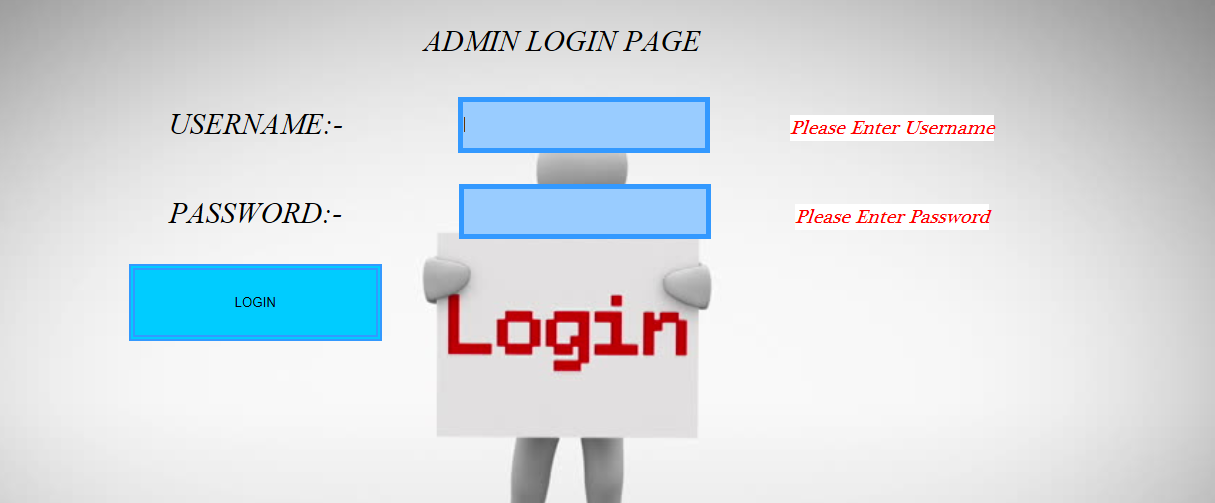 ADMIN LOGIN PAGE
USERNAME:-
Please Enter Username
PASSWORD:-
Please Enter Password
LOGIN
Login